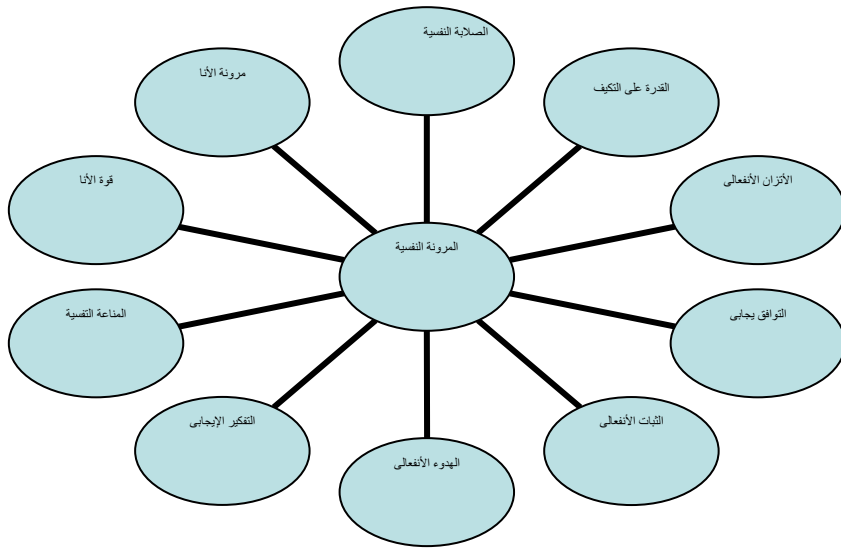 الصلابة النفسية
مرونة الأنا
القدرة على التكيف
قوة الأنا
الأتزان الأنفعالى
المرونة النفسية
المناعة التفسية
التوافق يجابى
التفكير الإيجابى
الثبات الأنفعالى
الهدوء الأنفعالى